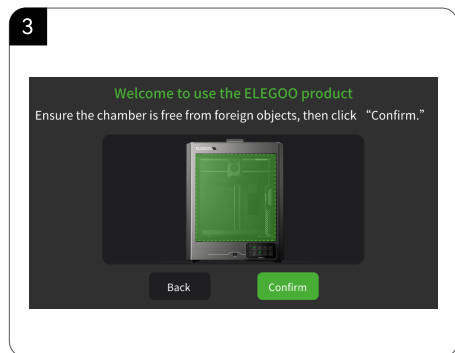 3
Welcome to use the ELEGOO product
Ensure the chamber is free from foreign objects, then click “Confirm.”
ELEGOO
Back
Confirm